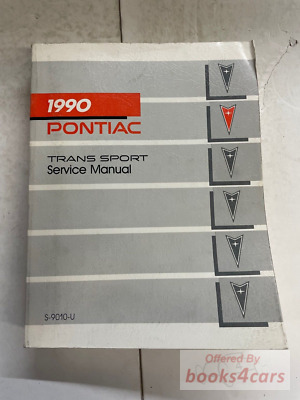 1990
PONTIAC
TRANS SPORT
Service Manual
S-9010-U
Offered By
books4cars